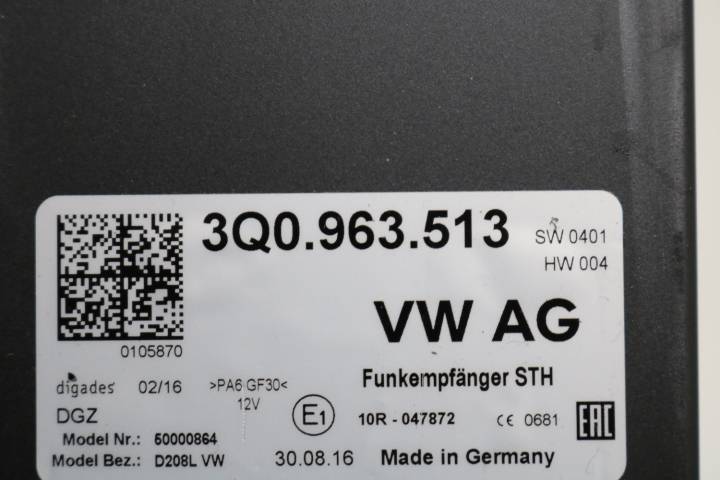 3Q0.963.513 SW 0401
HW 004
VW AG
0105870
Funkempfänger STH
digades 02/16 >PA6 GF30<
12V
DGZ E1 10R - 047872 CE 0681 EAC
Model Nr.: 50000864
Model Bez.: D208L VW 30.08.16 Made in Germany